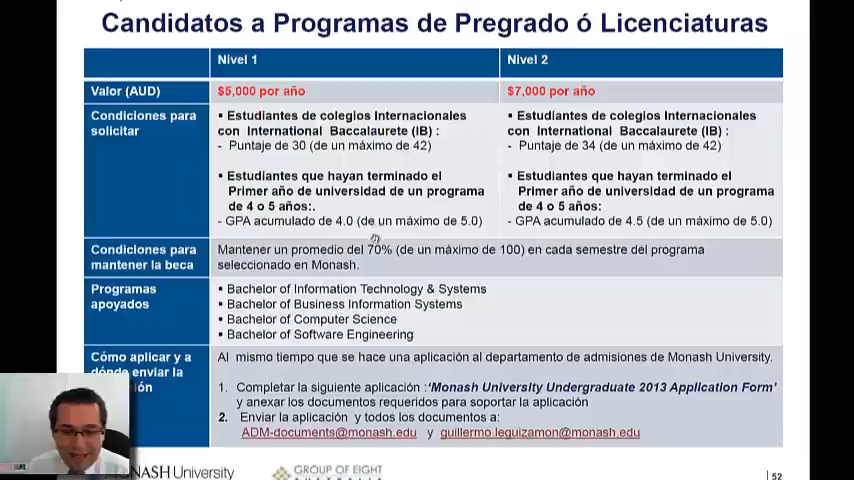 Candidatos a Programas de Pregrado ó Licenciaturas
Nivel 1
Nivel 2
Valor (AUD)
$5,000 por año
$7,000 por año
Condiciones para
solicitar
▪ Estudiantes de colegios Internacionales
con International Baccalaurete (IB) :
- Puntaje de 30 (de un máximo de 42)
▪ Estudiantes que hayan terminado el
Primer año de universidad de un programa
de 4 o 5 años:.
- GPA acumulado de 4.0 (de un máximo de 5.0)
▪ Estudiantes de colegios Internacionales
con International Baccalaurete (IB) :
- Puntaje de 34 (de un máximo de 42)
▪ Estudiantes que hayan terminado el
Primer año de universidad de un programa
de 4 o 5 años:
- GPA acumulado de 4.5 (de un máximo de 5.0)
Condiciones para
mantener la beca
Mantener un promedio del 70% (de un máximo de 100) en cada semestre del programa
seleccionado en Monash.
Programas
apoyados
▪ Bachelor of Information Technology & Systems
▪ Bachelor of Business Information Systems
▪ Bachelor of Computer Science
▪ Bachelor of Software Engineering
Cómo aplicar y a
dónde enviar la
Al mismo tiempo que se hace una aplicación al departamento de admisiones de Monash University.
1. Completar la siguiente aplicación :‘Monash University Undergraduate 2013 Application Form’
y anexar los documentos requeridos para soportar la aplicación
2. Enviar la aplicación y todos los documentos a:
ADM-documents@monash.edu y guillermo.leguizamon@monash.edu
MONASH University
GROUP OF EIGHT
| 52